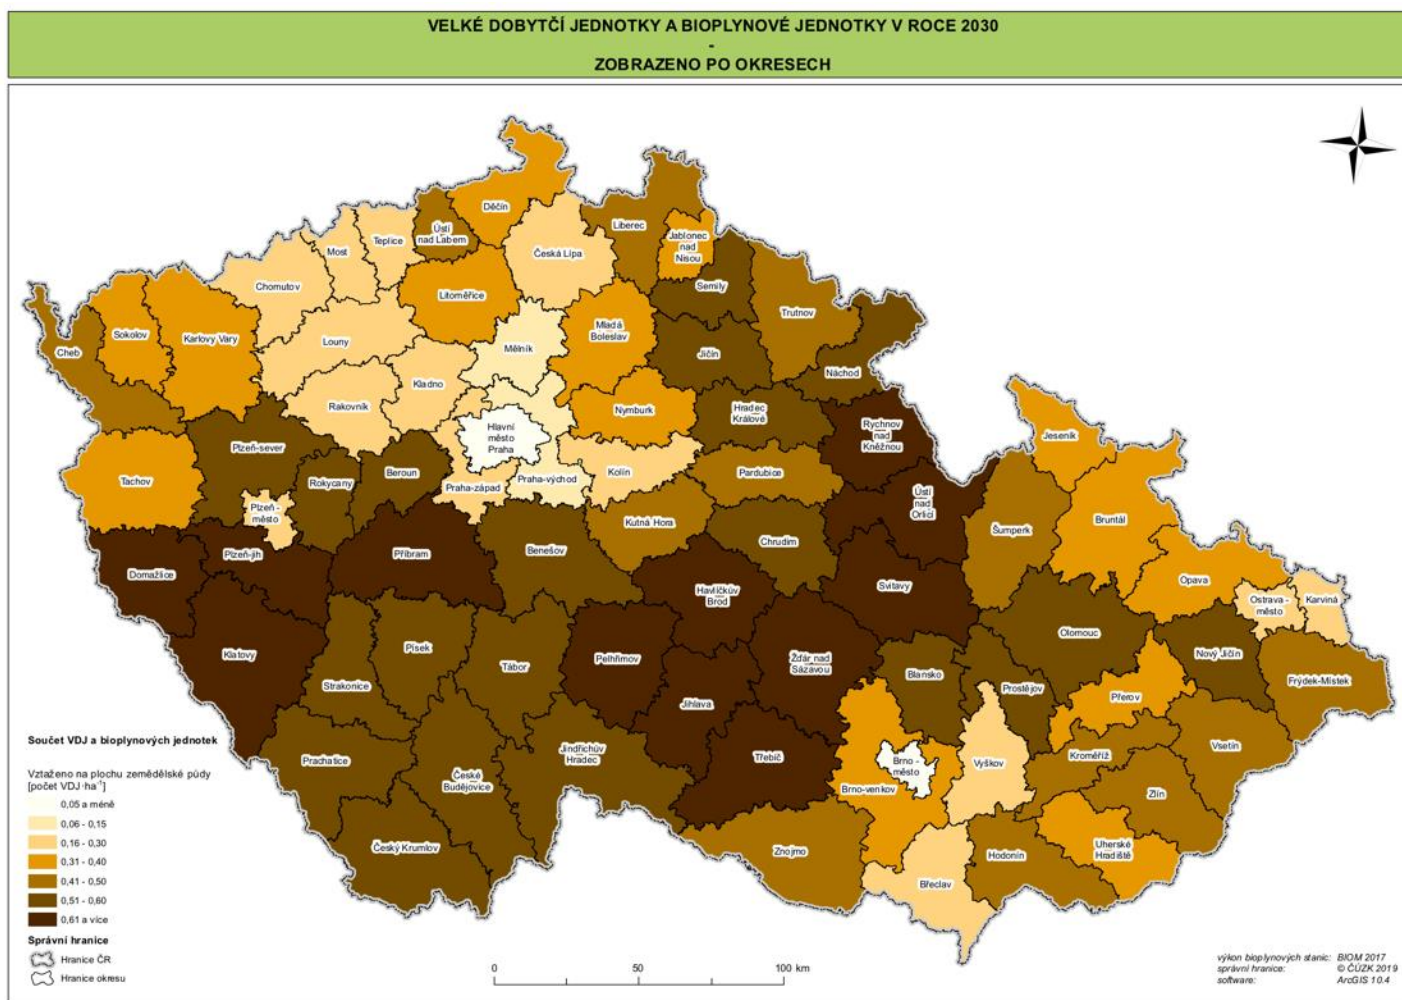 VELKÉ DOBYTČÍ JEDNOTKY A BIOPLYNOVÉ JEDNOTKY V ROCE 2030
-
ZOBRAZENO PO OKRESECH
Děčín
Liberec
Ústí
nad Labem
Teplice
Jablonec
nad
Nisou
Most
Česká Lípa
Chomutov
Semily
Litoměřice
Trutnov
Sokolov
Karlovy Vary
Mladá
Boleslav
Louny
Mělník
Cheb
Jičín
Náchod
Kladno
Rakovník
Nymburk
Hradec
Králové
Hlavní
město
Praha
Rychnov
nad
Kněžnou
Jeseník
Plzeň-sever
Beroun
Kolín
Pardubice
Tachov
Rokycany
Praha-západ
Praha-východ
Ústí
nad
Orlicí
Plzeň -
město
Kutná Hora
Bruntál
Šumperk
Chrudim
Benešov
Plzeň-jih
Příbram
Domažlice
Opava
Svitavy
Havlíčkův
Brod
Ostrava -
město
Karviná
Olomouc
Písek
Klatovy
Nový Jičín
Pelhřimov
Žďár nad
Sázavou
Tábor
Blansko
Frýdek-Místek
Strakonice
Prostějov
Přerov
Jihlava
Vsetín
Prachatice
Jindřichův
Hradec
Třebíč
Kroměříž
Brno -
město
Vyškov
České
Budějovice
Brno-venkov
Zlín
Český Krumlov
Znojmo
Hodonín
Uherské
Hradiště
Břeclav
Součet VDJ a bioplynových jednotek
Vztaženo na plochu zemědělské půdy
[počet VDJ·ha⁻¹]
0,05 a méně
0,06 - 0,15
0,16 - 0,30
0,31 - 0,40
0,41 - 0,50
0,51 - 0,60
0,61 a více
Správní hranice
Hranice ČR
Hranice okresu
0 50 100 km
výkon bioplynových stanic: BIOM 2017
správní hranice: © ČÚZK 2019
software: ArcGIS 10.4